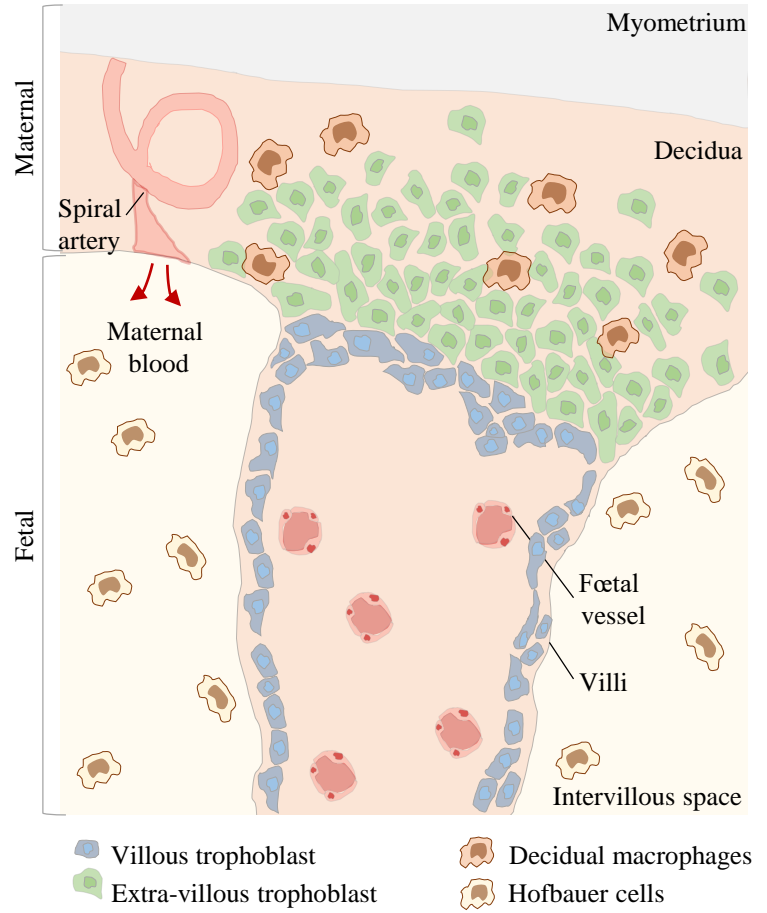 Myometrium
Maternal
Decidua
Spiral
artery
Maternal
blood
Fetal
Fœtal
vessel
Villi
Intervillous space
Villous trophoblast
Decidual macrophages
Extra-villous trophoblast
Hofbauer cells